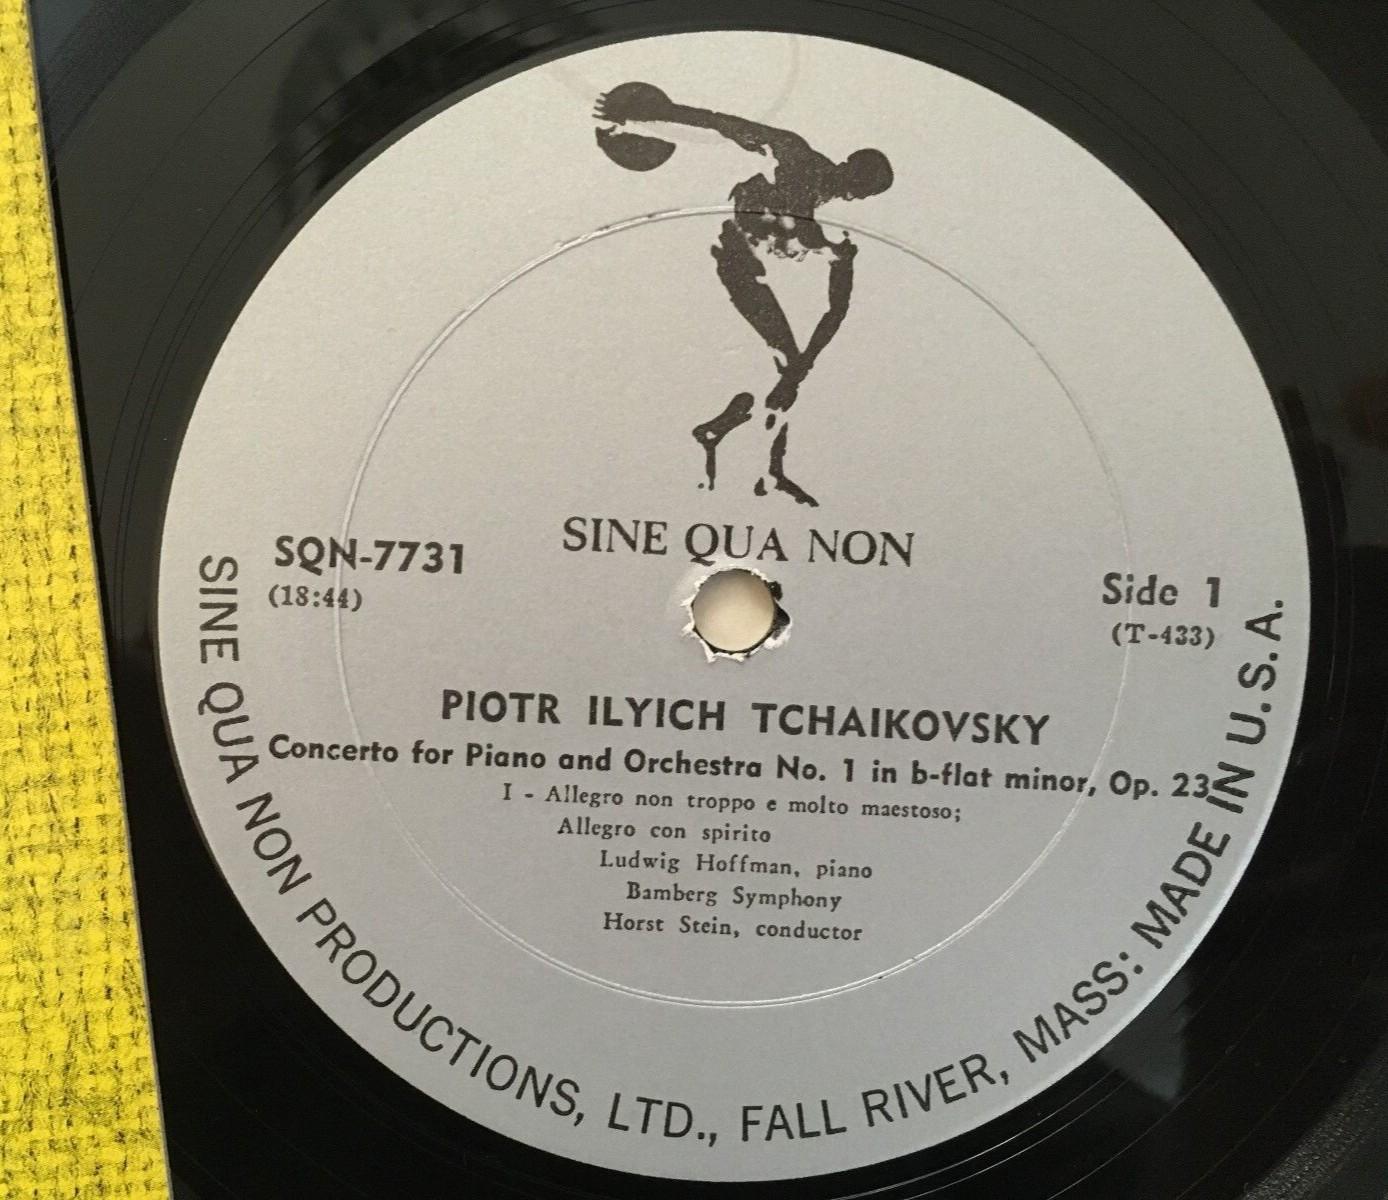 SINE QUA NON
SQN-7731
(18:44)
Side 1
(T-433)
PIOTR ILYICH TCHAIKOVSKY
Concerto for Piano and Orchestra No. 1 in b-flat minor, Op. 23
I - Allegro non troppo e molto maestoso;
Allegro con spirito
Ludwig Hoffman, piano
Bamberg Symphony
Horst Stein, conductor
SINE QUA NON PRODUCTIONS, LTD., FALL RIVER, MASS: MADE IN U.S.A.